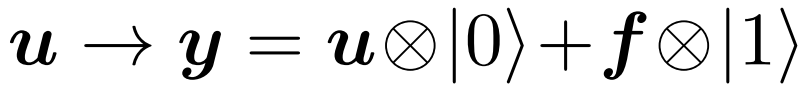 u → y = u⊗|0⟩+f⊗|1⟩